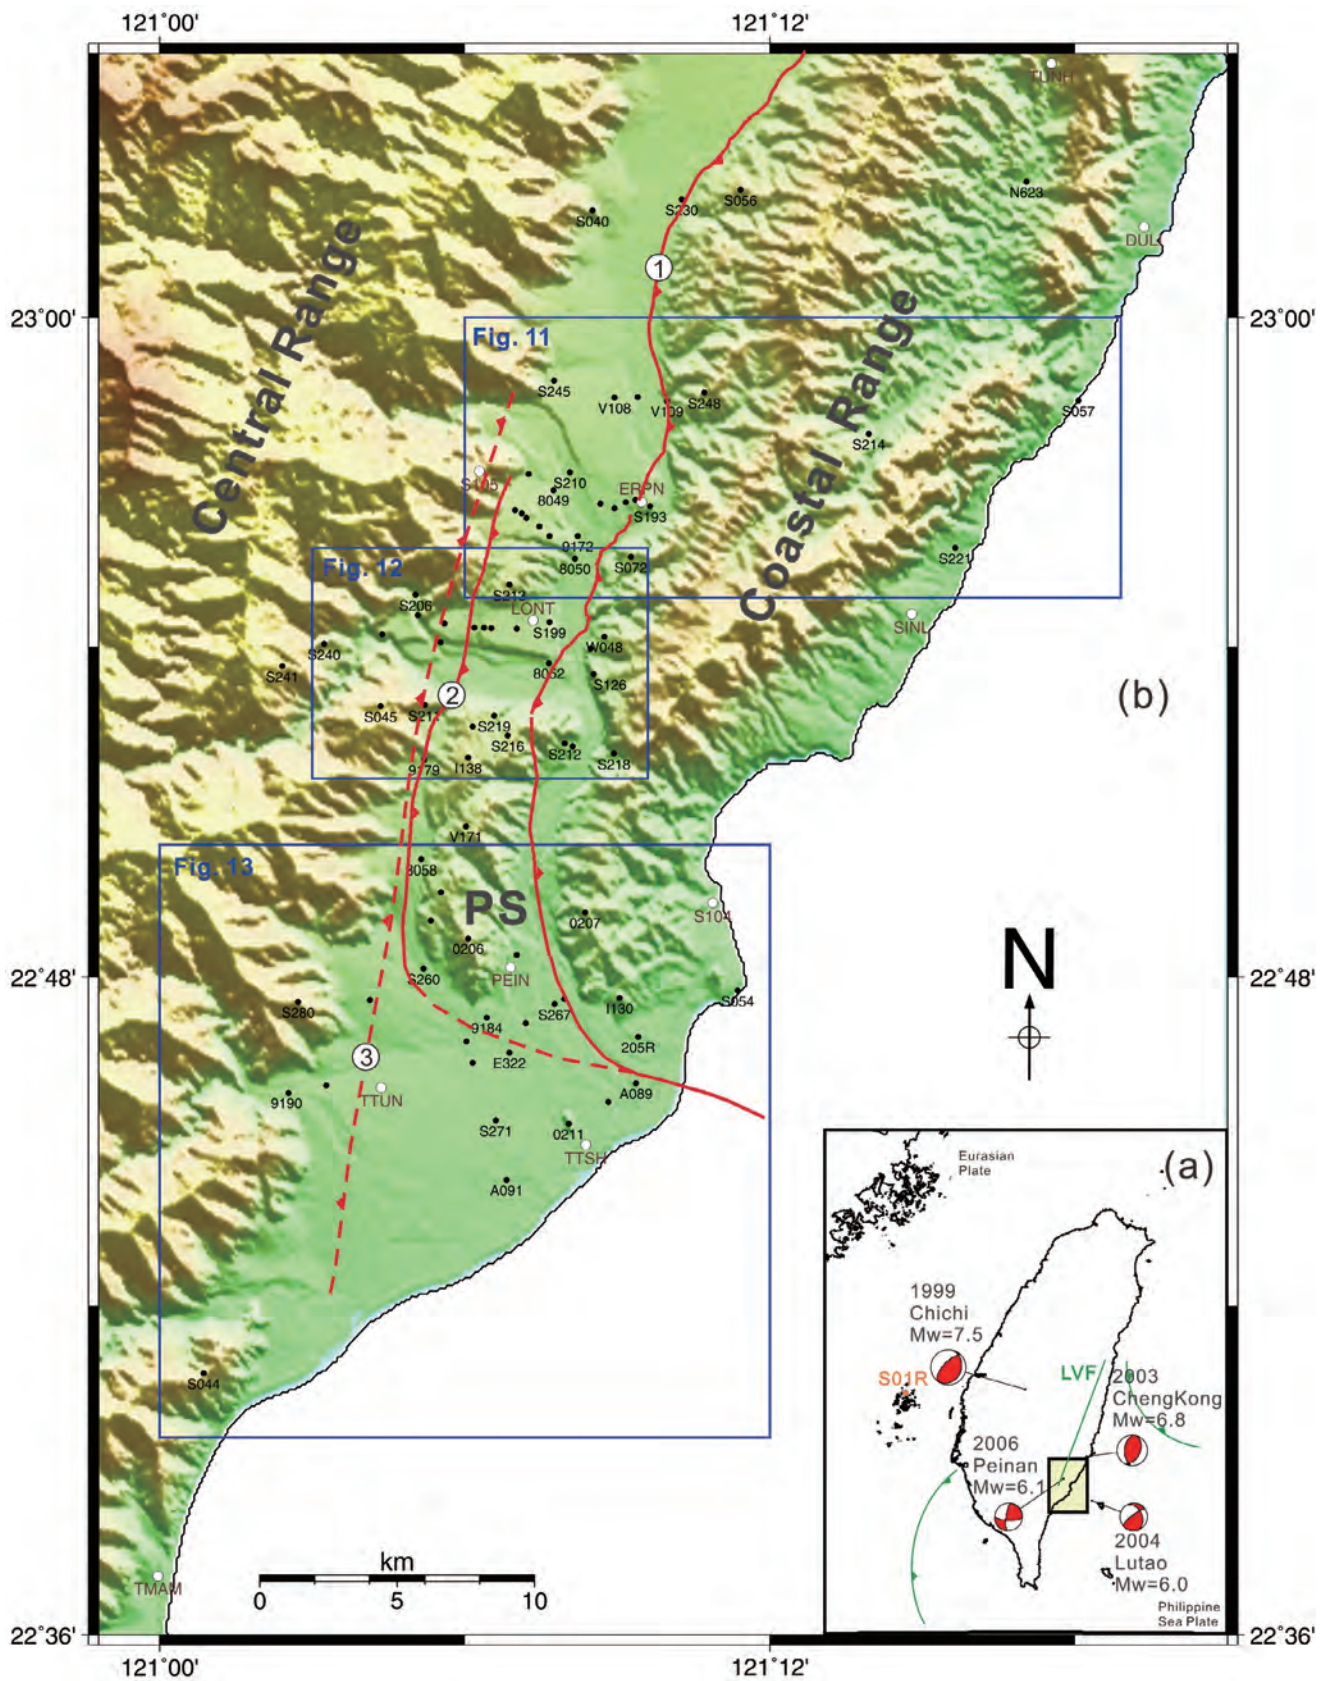 121°00'
121°12'
TUNH
N623
S056
S230
S040
DULI
1
Central Range
23°00'
23°00'
Fig. 11
Coastal Range
S245
V108
V109
S248
S057
S214
S105
S210
8049
ERPN
S193
9172
8050
S072
S221
Fig. 12
S213
S206
LONT
S199
SINL
W048
S240
S241
8052
S126
(b)
2
S045
S211
S219
S216
S212
S218
9179
I138
V171
Fig. 13
8058
PS
0207
S104
0206
N
S260
PEIN
22°48'
22°48'
S280
S267
I130
S054
9184
205R
3
E322
9190
TTUN
A089
S271
0211
TTSH
A091
S044
TMAM
km
0
5
10
22°36'
22°36'
121°00'
121°12'
(a)
Eurasian
Plate
1999
Chichi
Mw=7.5
S01R
LVF
2003
ChengKong
Mw=6.8
2006
Peinan
Mw=6.1
2004
Lutao
Mw=6.0
Philippine
Sea Plate